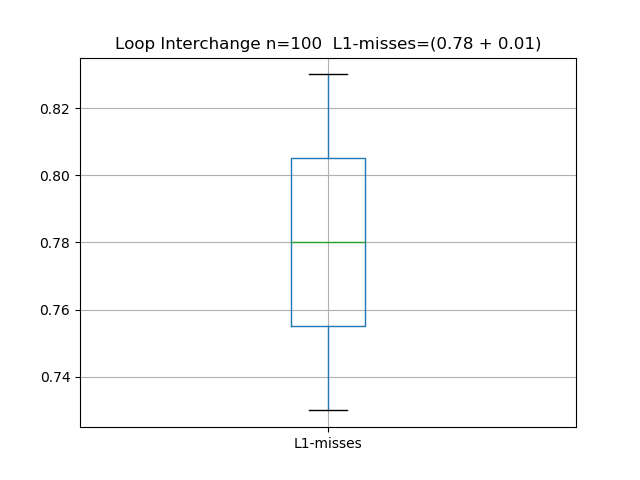 Loop Interchange n=100  L1-misses=(0.78 + 0.01)
0.82
0.80
0.78
0.76
0.74
L1-misses